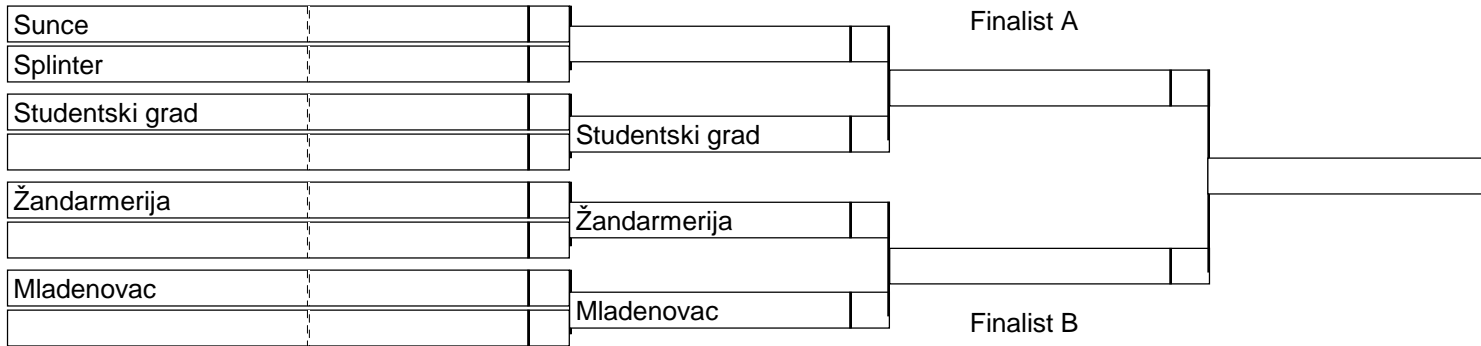 Sunce
Splinter
Studentski grad
Žandarmerija
Mladenovac
Studentski grad
Žandarmerija
Mladenovac
Finalist A
Finalist B